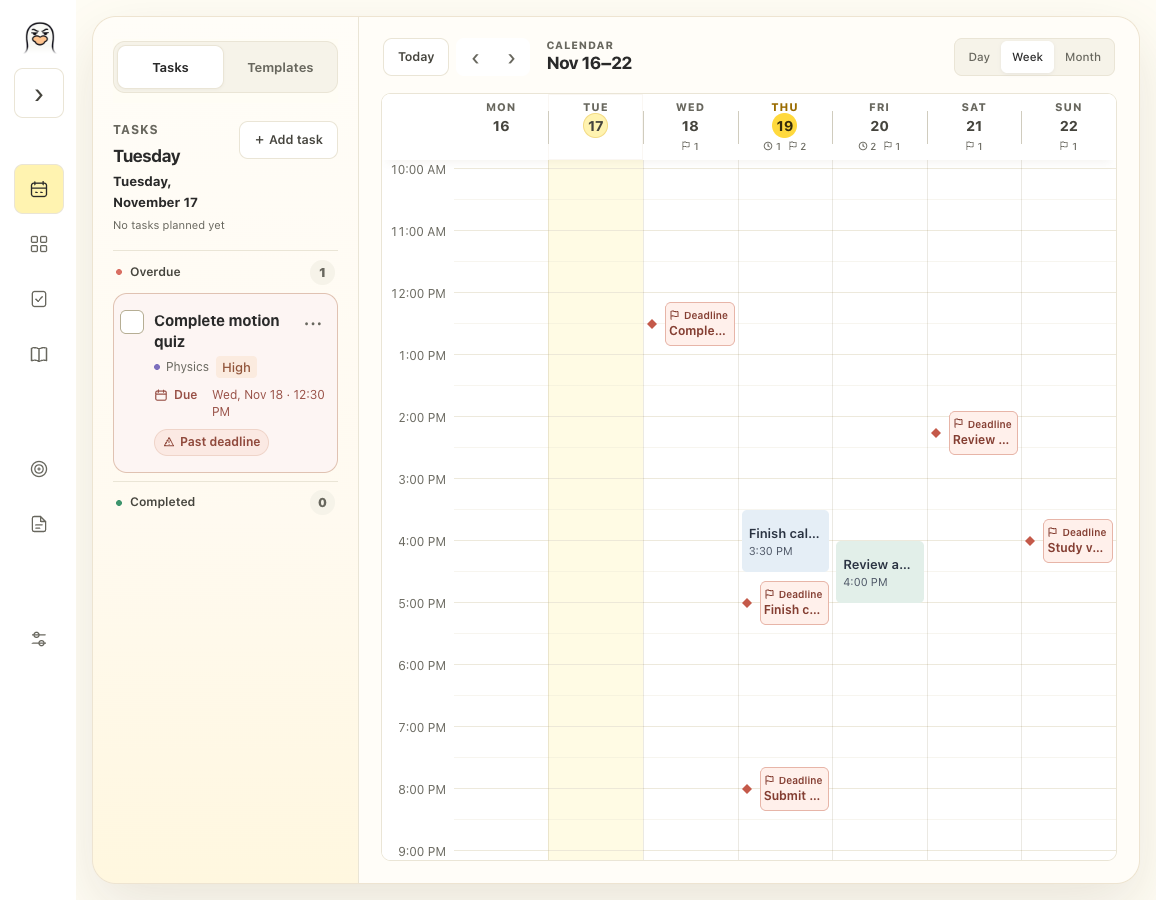 Tasks
Templates
TASKS
Tuesday
Tuesday,
November 17
No tasks planned yet
+ Add task
Overdue
1
Complete motion
quiz
Physics
High
Due
Wed, Nov 18 · 12:30
PM
Past deadline
Completed
0
Today
CALENDAR
Nov 16–22
Day
Week
Month
MON
16
TUE
17
WED
18
1
THU
19
1
2
FRI
20
2
1
SAT
21
1
SUN
22
1
10:00 AM
11:00 AM
12:00 PM
1:00 PM
2:00 PM
3:00 PM
4:00 PM
5:00 PM
6:00 PM
7:00 PM
8:00 PM
9:00 PM
Deadline
Comple...
Finish cal...
3:30 PM
Deadline
Finish c...
Deadline
Submit ...
Review a...
4:00 PM
Deadline
Review ...
Deadline
Study v...